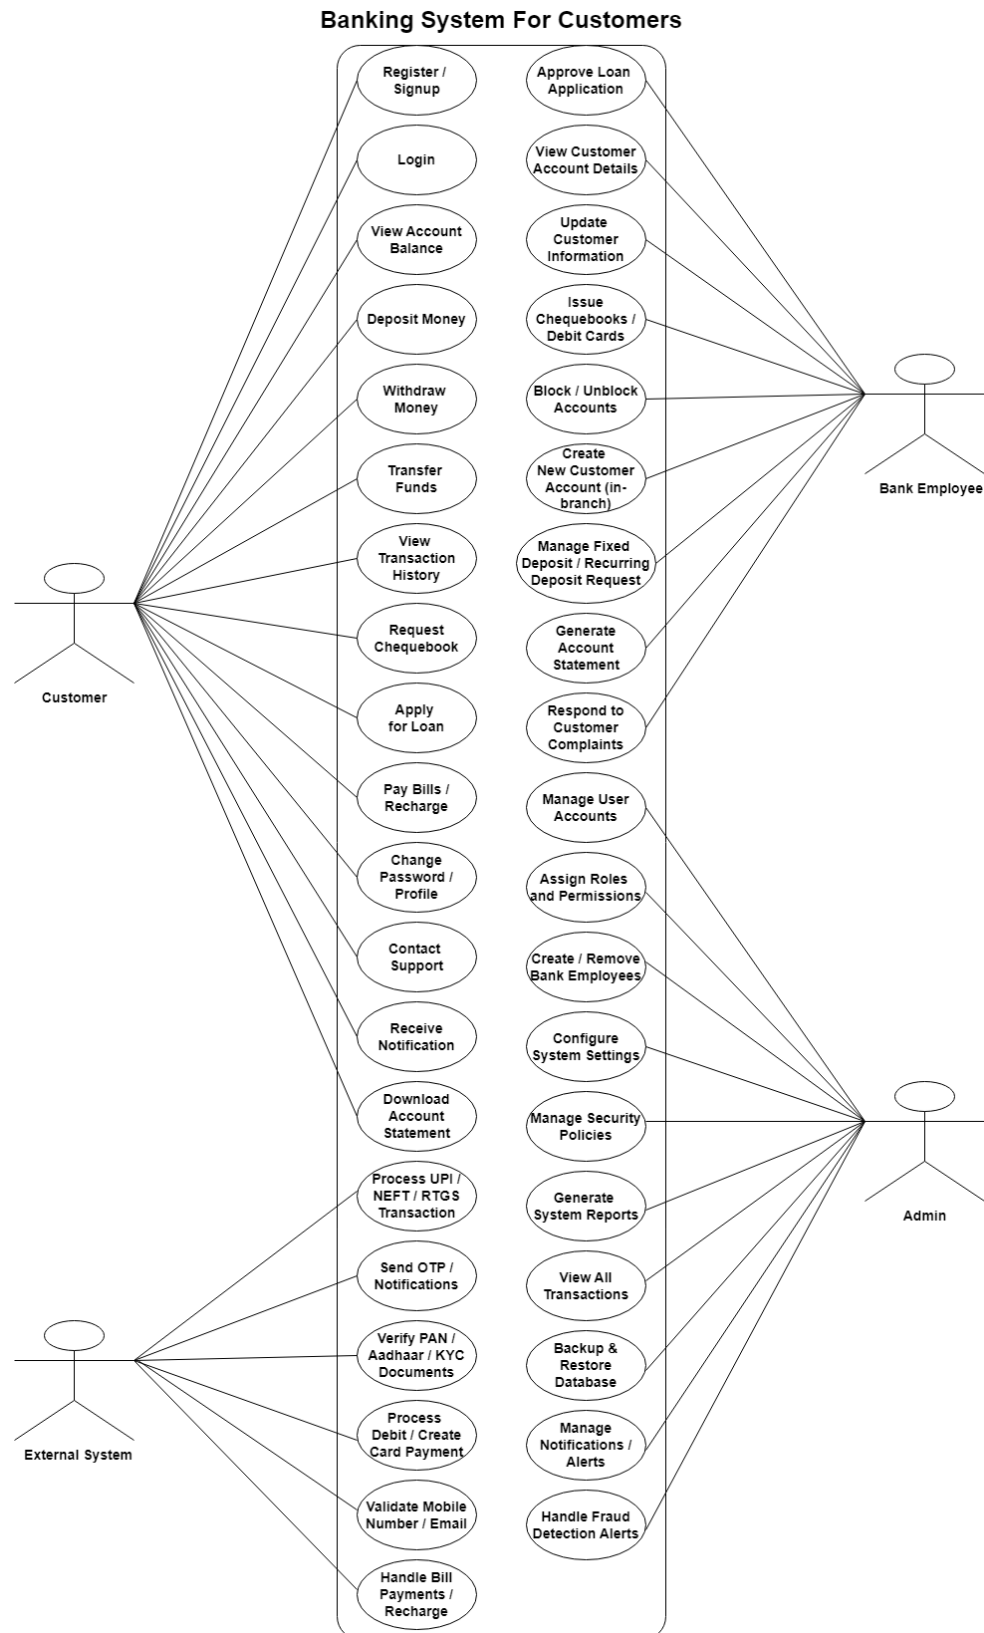 Banking System For Customers
Register /
Signup
Login
View Account
Balance
Deposit Money
Withdraw
Money
Transfer
Funds
View
Transaction
History
Request
Chequebook
Apply
for Loan
Pay Bills /
Recharge
Change
Password /
Profile
Contact
Support
Receive
Notification
Download
Account
Statement
Process UPI /
NEFT / RTGS
Transaction
Send OTP /
Notifications
Verify PAN /
Aadhaar / KYC
Documents
Process
Debit / Create
Card Payment
Validate Mobile
Number / Email
Handle Bill
Payments /
Recharge
Approve Loan
Application
View Customer
Account Details
Update
Customer
Information
Issue
Chequebooks /
Debit Cards
Block / Unblock
Accounts
Create
New Customer
Account (in-
branch)
Manage Fixed
Deposit / Recurring
Deposit Request
Generate
Account
Statement
Respond to
Customer
Complaints
Manage User
Accounts
Assign Roles
and Permissions
Create / Remove
Bank Employees
Configure
System Settings
Manage Security
Policies
Generate
System Reports
View All
Transactions
Backup &
Restore
Database
Manage
Notifications /
Alerts
Handle Fraud
Detection Alerts
Customer
External System
Bank Employee
Admin